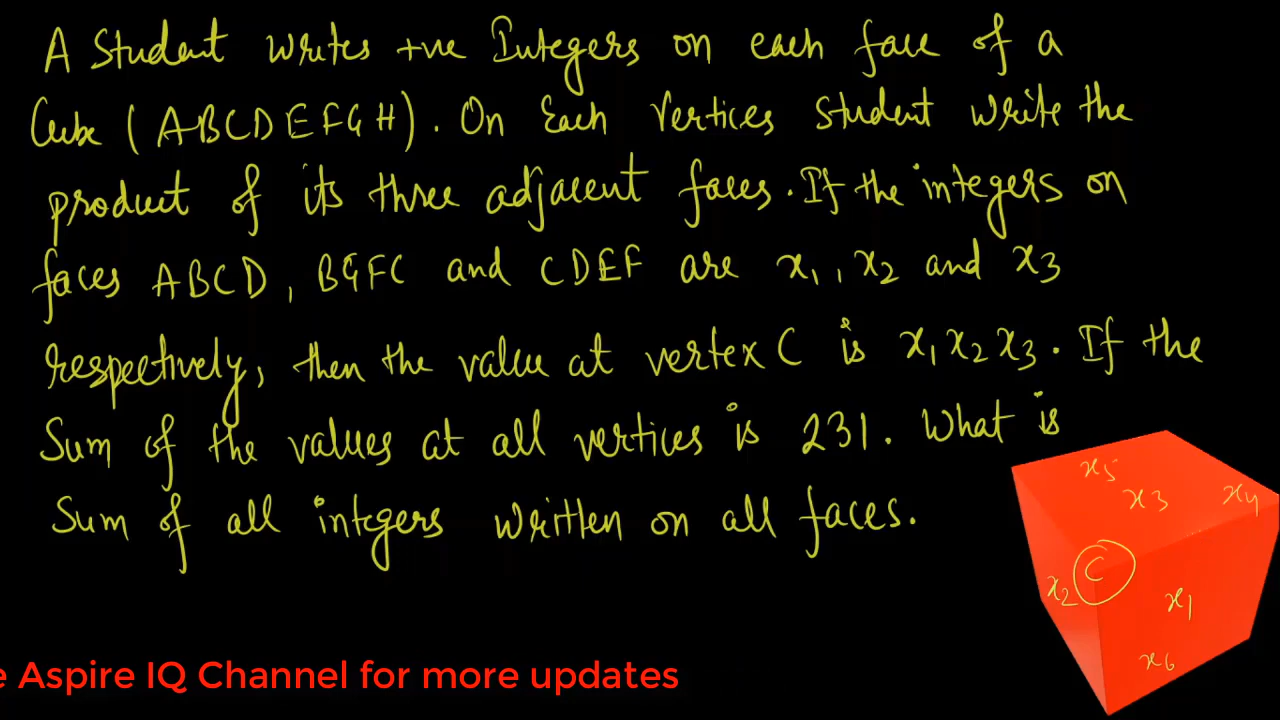 A Student writes +ve Integers on each face of a
Cube (ABCDEFGH). On Each Vertices student write the
product of its three adjacent faces. If the integers on
faces ABCD, BGFC and CDEF are x1, x2 and x3
respectively, then the value at vertex C is x1 x2 x3. If the
Sum of the values at all vertices is 231. What is
Sum of all integers written on all faces.
x5
x3
x4
C
x2
x1
x6
e Aspire IQ Channel for more updates